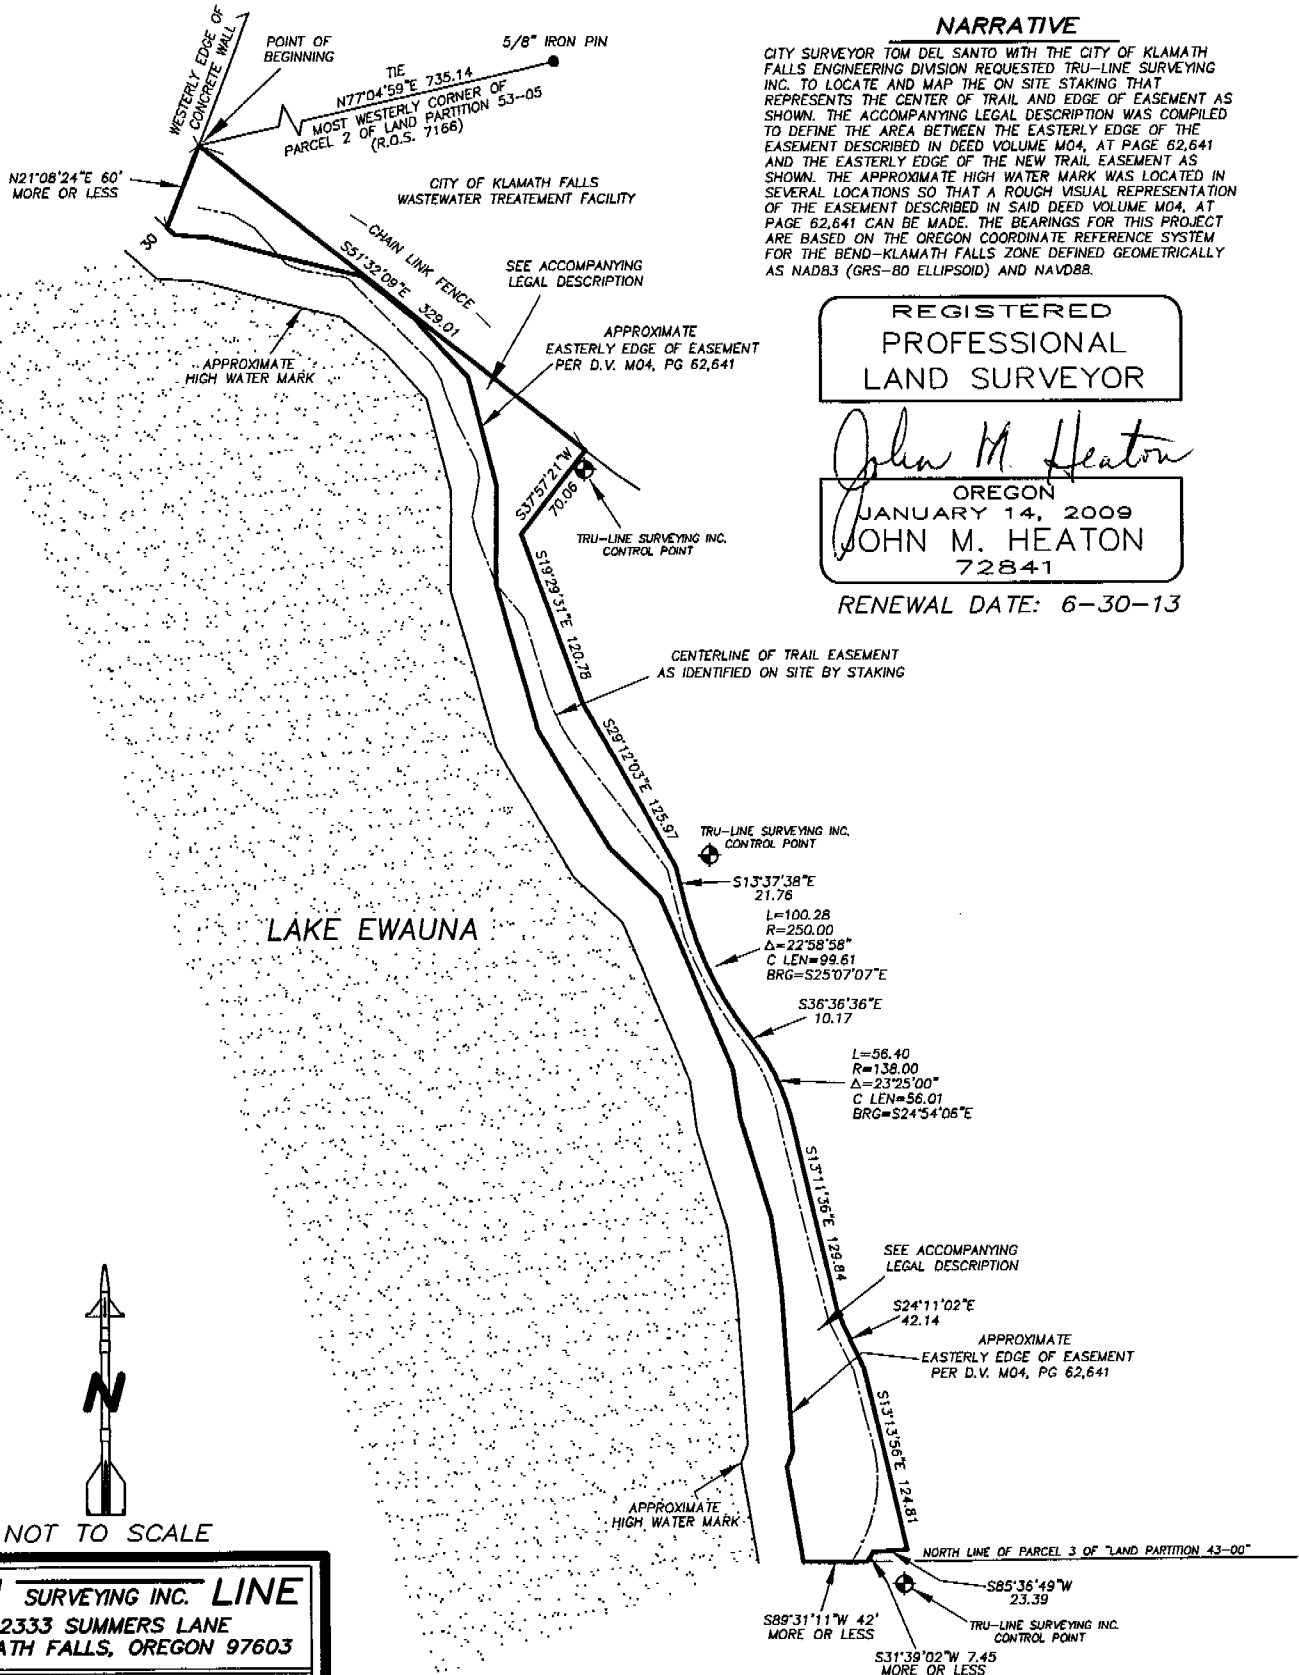 NARRATIVE
CITY SURVEYOR TOM DEL SANTO WITH THE CITY OF KLAMATH
FALLS ENGINEERING DIVISION REQUESTED TRU-LINE SURVEYING
INC. TO LOCATE AND MAP THE ON SITE STAKING THAT
REPRESENTS THE CENTER OF TRAIL AND EDGE OF EASEMENT AS
SHOWN. THE ACCOMPANYING LEGAL DESCRIPTION WAS COMPILED
TO DEFINE THE AREA BETWEEN THE EASTERLY EDGE OF THE
EASEMENT DESCRIBED IN DEED VOLUME M04, AT PAGE 62,641
AND THE EASTERLY EDGE OF THE NEW TRAIL EASEMENT AS
SHOWN. THE APPROXIMATE HIGH WATER MARK WAS LOCATED IN
SEVERAL LOCATIONS SO THAT A ROUGH VISUAL REPRESENTATION
OF THE EASEMENT DESCRIBED IN SAID DEED VOLUME M04, AT
PAGE 62,641 CAN BE MADE. THE BEARINGS FOR THIS PROJECT
ARE BASED ON THE OREGON COORDINATE REFERENCE SYSTEM
FOR THE BEND-KLAMATH FALLS ZONE DEFINED GEOMETRICALLY
AS NAD83 (GRS-80 ELLIPSOID) AND NAVD88.
WESTERLY EDGE OF
CONCRETE WALL
POINT OF
BEGINNING
5/8" IRON PIN
TIE
N77°04'59"E 735.14
MOST WESTERLY CORNER OF
PARCEL 2 OF LAND PARTITION 53-05
(R.O.S. 7166)
N21°08'24"E 60'
MORE OR LESS
30
CITY OF KLAMATH FALLS
WASTEWATER TREATEMENT FACILITY
CHAIN LINK FENCE
S51°32'09"E 329.01
SEE ACCOMPANYING
LEGAL DESCRIPTION
APPROXIMATE
EASTERLY EDGE OF EASEMENT
PER D.V. M04, PG 62,641
APPROXIMATE
HIGH WATER MARK
REGISTERED
PROFESSIONAL
LAND SURVEYOR
John M. Heaton
OREGON
JANUARY 14, 2009
JOHN M. HEATON
72841
RENEWAL DATE: 6-30-13
S37°57'21"W
70.06
TRU-LINE SURVEYING INC.
CONTROL POINT
S19°29'31"E 120.78
CENTERLINE OF TRAIL EASEMENT
AS IDENTIFIED ON SITE BY STAKING
S29°12'03"E 125.97
TRU-LINE SURVEYING INC.
CONTROL POINT
S13°37'38"E
21.76
L=100.28
R=250.00
Δ=22°58'58"
C LEN=99.61
BRG=S25°07'07"E
LAKE EWAUNA
S36°36'36"E
10.17
L=56.40
R=138.00
Δ=23°25'00"
C LEN=56.01
BRG=S24°54'06"E
S13°11'36"E 129.84
SEE ACCOMPANYING
LEGAL DESCRIPTION
S24°11'02"E
42.14
APPROXIMATE
EASTERLY EDGE OF EASEMENT
PER D.V. M04, PG 62,641
S13°13'56"E 124.81
APPROXIMATE
HIGH WATER MARK
NORTH LINE OF PARCEL 3 OF "LAND PARTITION 43-00"
S85°36'49"W
23.39
TRU-LINE SURVEYING INC.
CONTROL POINT
S89°31'11"W 42'
MORE OR LESS
S31°39'02"W 7.45
MORE OR LESS
N
NOT TO SCALE
SURVEYING INC. LINE
2333 SUMMERS LANE
ATH FALLS, OREGON 97603